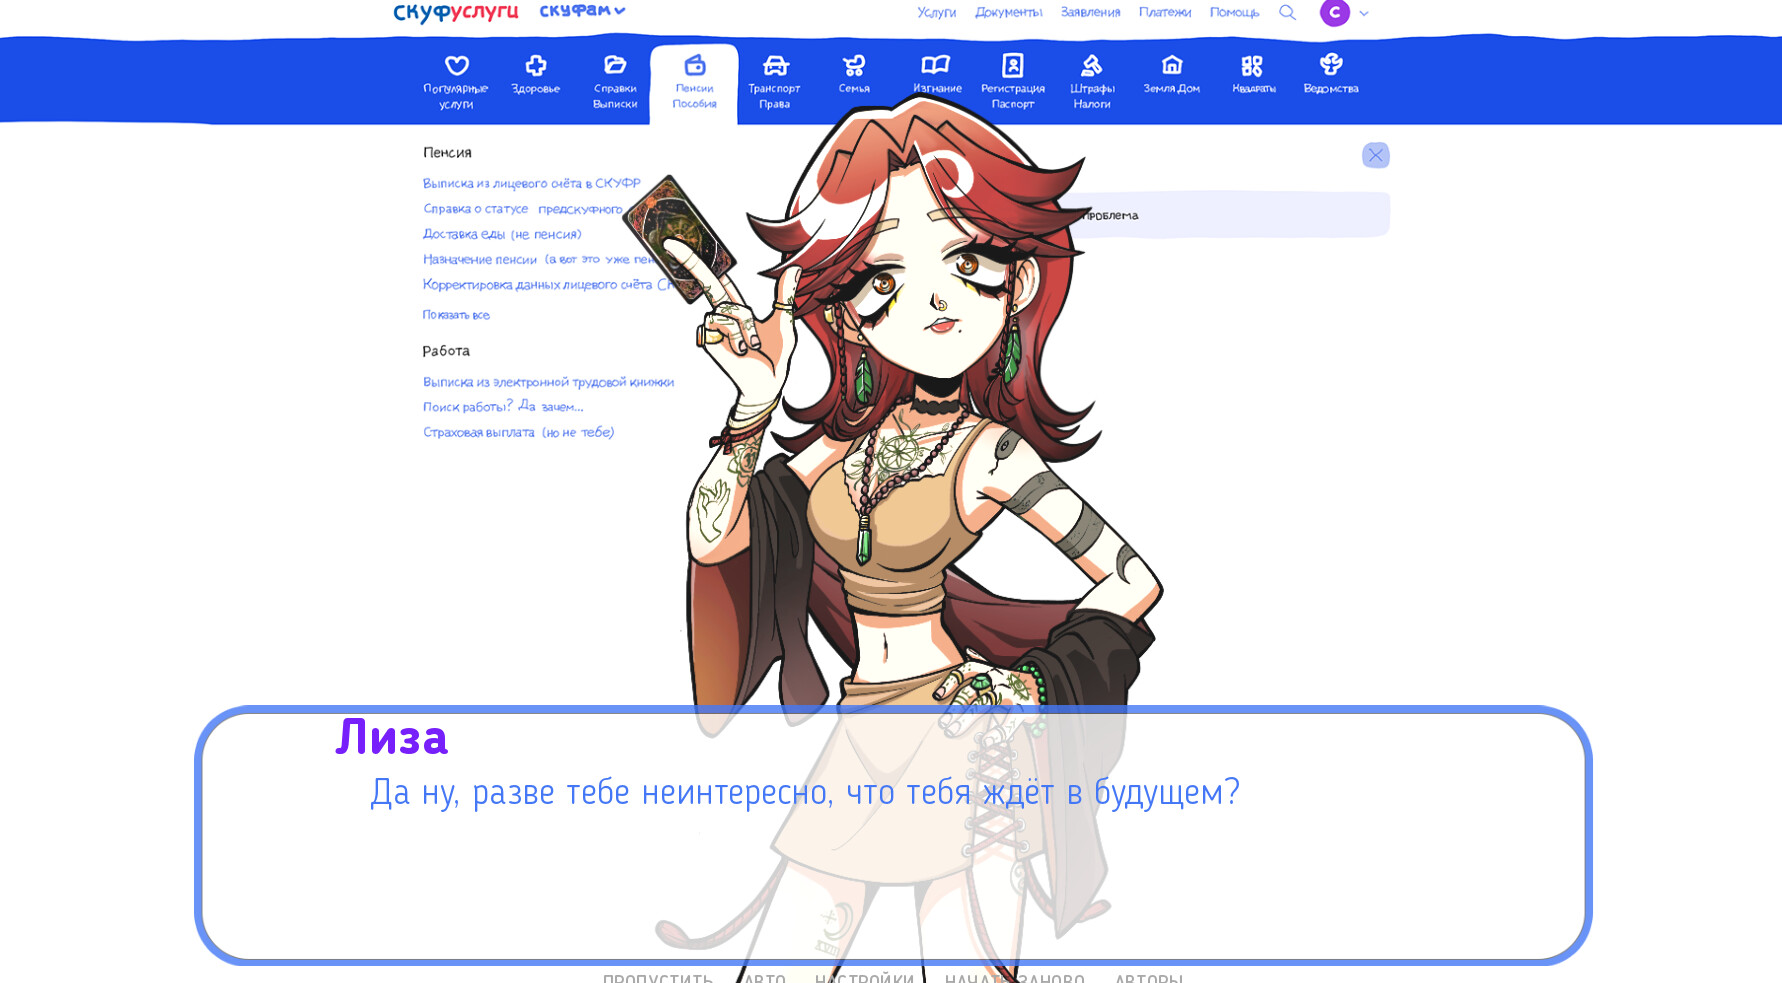 СКУФУСЛУГИ скуфам Услуги Документы Заявления Платежи Помощь С
Популярные услуги
Здоровье
Справки Выписки
Пенсии Пособия
Транспорт Права
Семья
Изгнание
Регистрация Паспорт
Штрафы Налоги
Земля Дом
Квадраты
Ведомства
Пенсия
Выписка из лицевого счёта в СКУФР
Справка о статусе предскуфного
Доставка еды (не пенсия)
Назначение пенсии (а вот это уже пен
Корректировка данных лицевого счёта
Показать все
проблема
Работа
Выписка из электронной трудовой книжки
Поиск работы? Да зачем...
Страховая выплата (но не тебе)
XVIII
Лиза
Да ну, разве тебе неинтересно, что тебя ждёт в будущем?
ПРОПУСТИТЬ АВТО НАСТРОЙКИ НАЧАТЬ ЗАНОВО АВТОРЫ